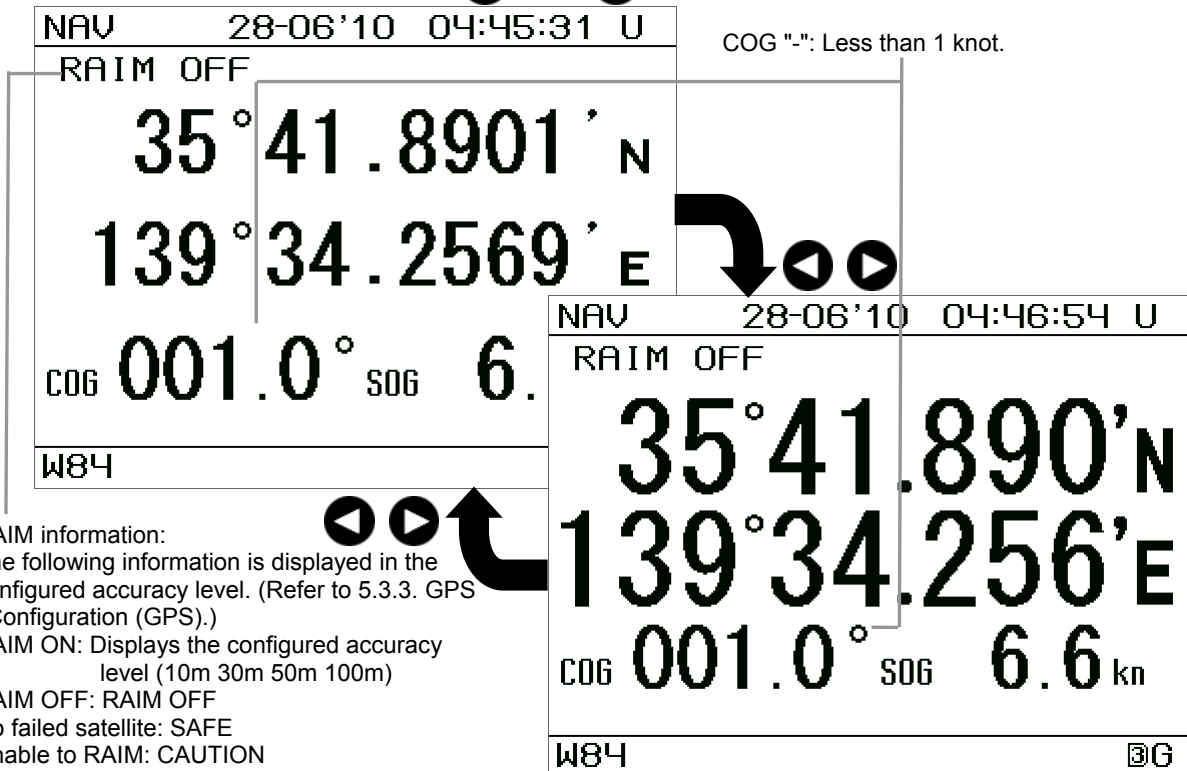 NAV 28-06'10 04:45:31 U
RAIM OFF
35°41.8901'N
139°34.2569'E
COG 001.0° SOG 6.
W84
COG "-": Less than 1 knot.
NAV 28-06'10 04:46:54 U
RAIM OFF
35°41.890'N
139°34.256'E
COG 001.0° SOG 6.6 kn
W84 3G
AIM information:
he following information is displayed in the
nfigured accuracy level. (Refer to 5.3.3. GPS
Configuration (GPS).)
AIM ON: Displays the configured accuracy
level (10m 30m 50m 100m)
AIM OFF: RAIM OFF
o failed satellite: SAFE
nable to RAIM: CAUTION